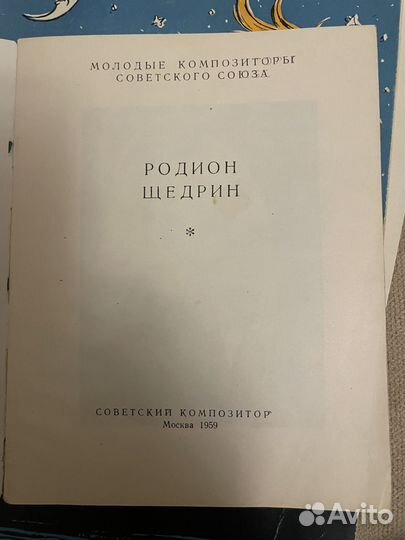 МОЛОДЫЕ КОМПОЗИТОРЫ
СОВЕТСКОГО СОЮЗА
РОДИОН
ЩЕДРИН
*
СОВЕТСКИЙ КОМПОЗИТОР
Москва 1959
Avito